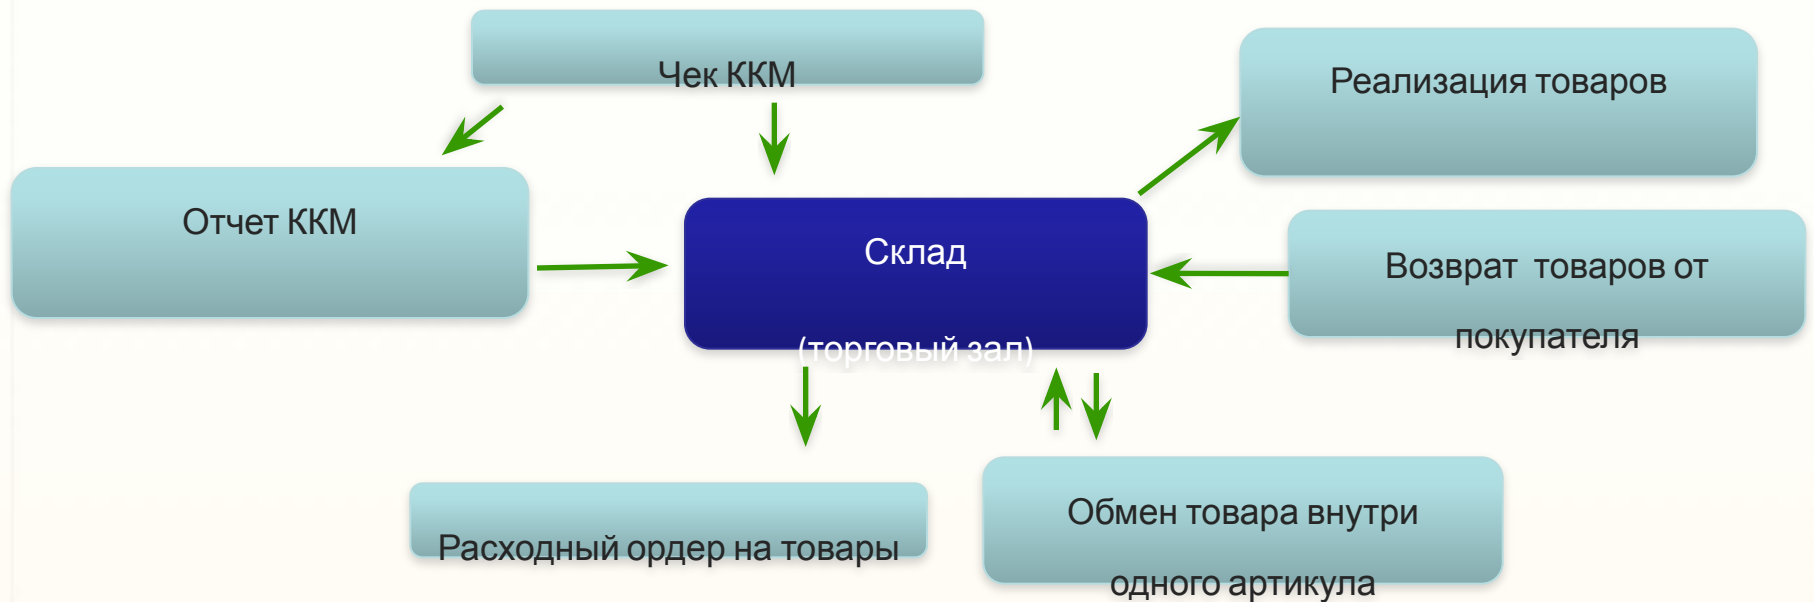 Чек ККМ
Реализация товаров
Отчет ККМ
Склад
(торговый зал)
Возврат товаров от
покупателя
Расходный ордер на товары
Обмен товара внутри
одного артикула